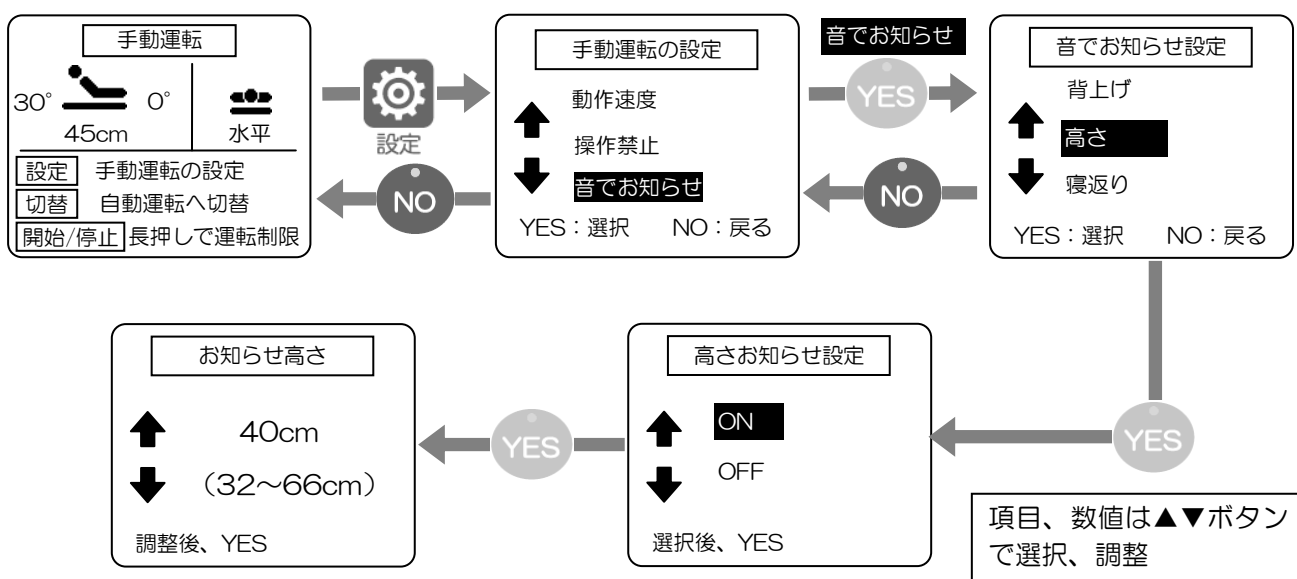 手動運転
30°
0°
45cm
水平
設定 手動運転の設定
切替 自動運転へ切替
開始/停止 長押しで運転制限
設定
NO
手動運転の設定
動作速度
操作禁止
音でお知らせ
YES：選択 NO：戻る
音でお知らせ
YES
NO
音でお知らせ設定
背上げ
高さ
寝返り
YES：選択 NO：戻る
YES
項目、数値は▲▼ボタン
で選択、調整
高さお知らせ設定
ON
OFF
選択後、YES
YES
お知らせ高さ
40cm
（32～66cm）
調整後、YES